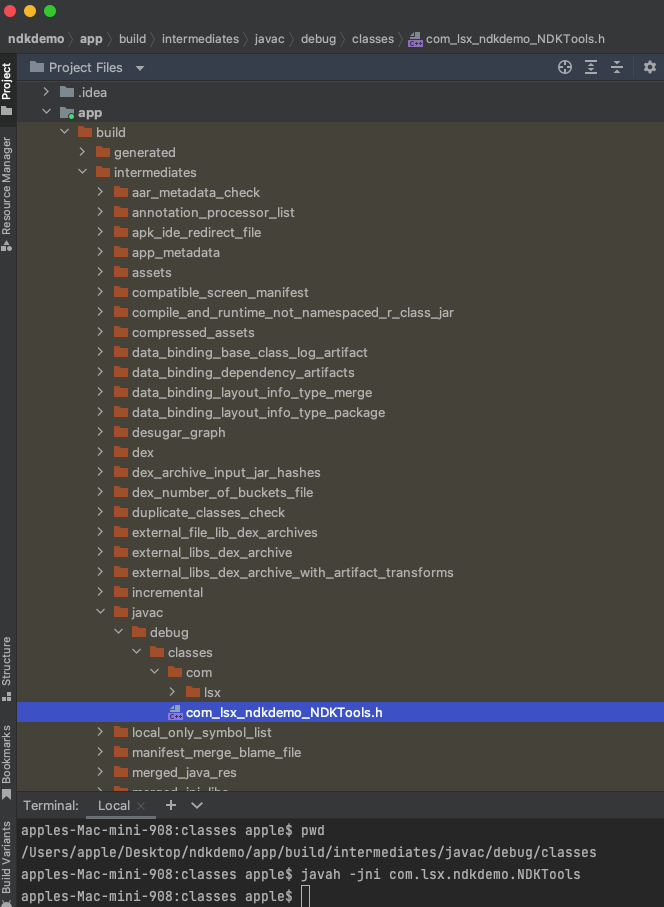 ndkdemo app build intermediates javac debug classes com_lsx_ndkdemo_NDKTools.h
Project
Resource Manager
Structure
Bookmarks
Build Variants
Project Files
.idea
app
build
generated
intermediates
aar_metadata_check
annotation_processor_list
apk_ide_redirect_file
app_metadata
assets
compatible_screen_manifest
compile_and_runtime_not_namespaced_r_class_jar
compressed_assets
data_binding_base_class_log_artifact
data_binding_dependency_artifacts
data_binding_layout_info_type_merge
data_binding_layout_info_type_package
desugar_graph
dex
dex_archive_input_jar_hashes
dex_number_of_buckets_file
duplicate_classes_check
external_file_lib_dex_archives
external_libs_dex_archive
external_libs_dex_archive_with_artifact_transforms
incremental
javac
debug
classes
com
lsx
C++ com_lsx_ndkdemo_NDKTools.h
local_only_symbol_list
manifest_merge_blame_file
merged_java_res
merged_jni_libs
Terminal: Local × +
apples-Mac-mini-908:classes apple$ pwd
/Users/apple/Desktop/ndkdemo/app/build/intermediates/javac/debug/classes
apples-Mac-mini-908:classes apple$ javah -jni com.lsx.ndkdemo.NDKTools
apples-Mac-mini-908:classes apple$